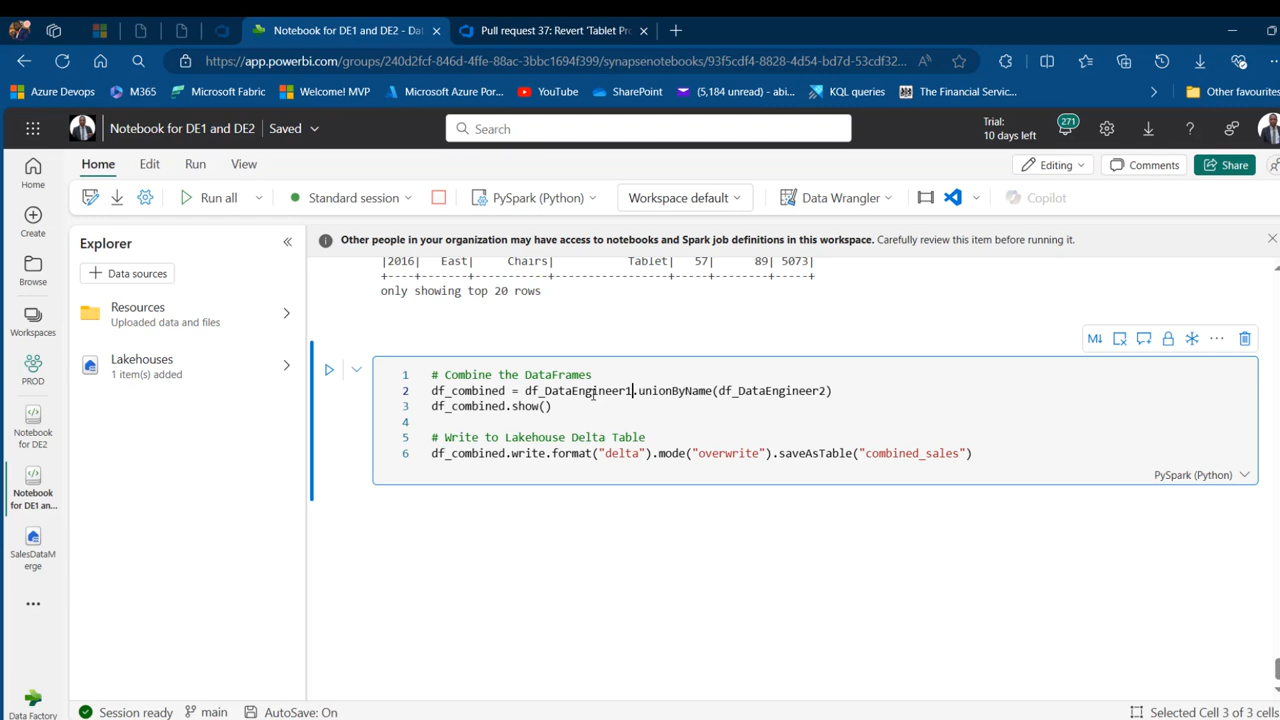 Notebook for DE1 and DE2 - Da
Pull request 37: Revert 'Tablet Pr
https://app.powerbi.com/groups/240d2fcf-846d-4ffe-88ac-3bbc1694f399/synapsenotebooks/93f5cdf4-8828-4d54-bd7d-53cdf32...
Azure Devops
M365
Microsoft Fabric
Welcome! MVP
Microsoft Azure Por...
YouTube
SharePoint
(5,184 unread) - abi...
KQL queries
The Financial Servic...
Other favourites
Notebook for DE1 and DE2
Saved
Search
Trial:
10 days left
271
Home
Edit
Run
View
Editing
Comments
Share
Run all
Standard session
PySpark (Python)
Workspace default
Data Wrangler
Copilot
Home
Create
Browse
Workspaces
PROD
Notebook
for DE2
Notebook
for DE1 an...
SalesDataM
erge
Data Factory
Explorer
Data sources
Resources
Uploaded data and files
Lakehouses
1 item(s) added
Other people in your organization may have access to notebooks and Spark job definitions in this workspace. Carefully review this item before running it.
|2016| East| Chairs| Tablet| 57| 89| 5073|
+----+-------+-----------+------------------+-----+-------+-----+
only showing top 20 rows
M↓
1 # Combine the DataFrames
2 df_combined = df_DataEngineer1.unionByName(df_DataEngineer2)
3 df_combined.show()
4
5 # Write to Lakehouse Delta Table
6 df_combined.write.format("delta").mode("overwrite").saveAsTable("combined_sales")
PySpark (Python)
Session ready
main
AutoSave: On
Selected Cell 3 of 3 cells